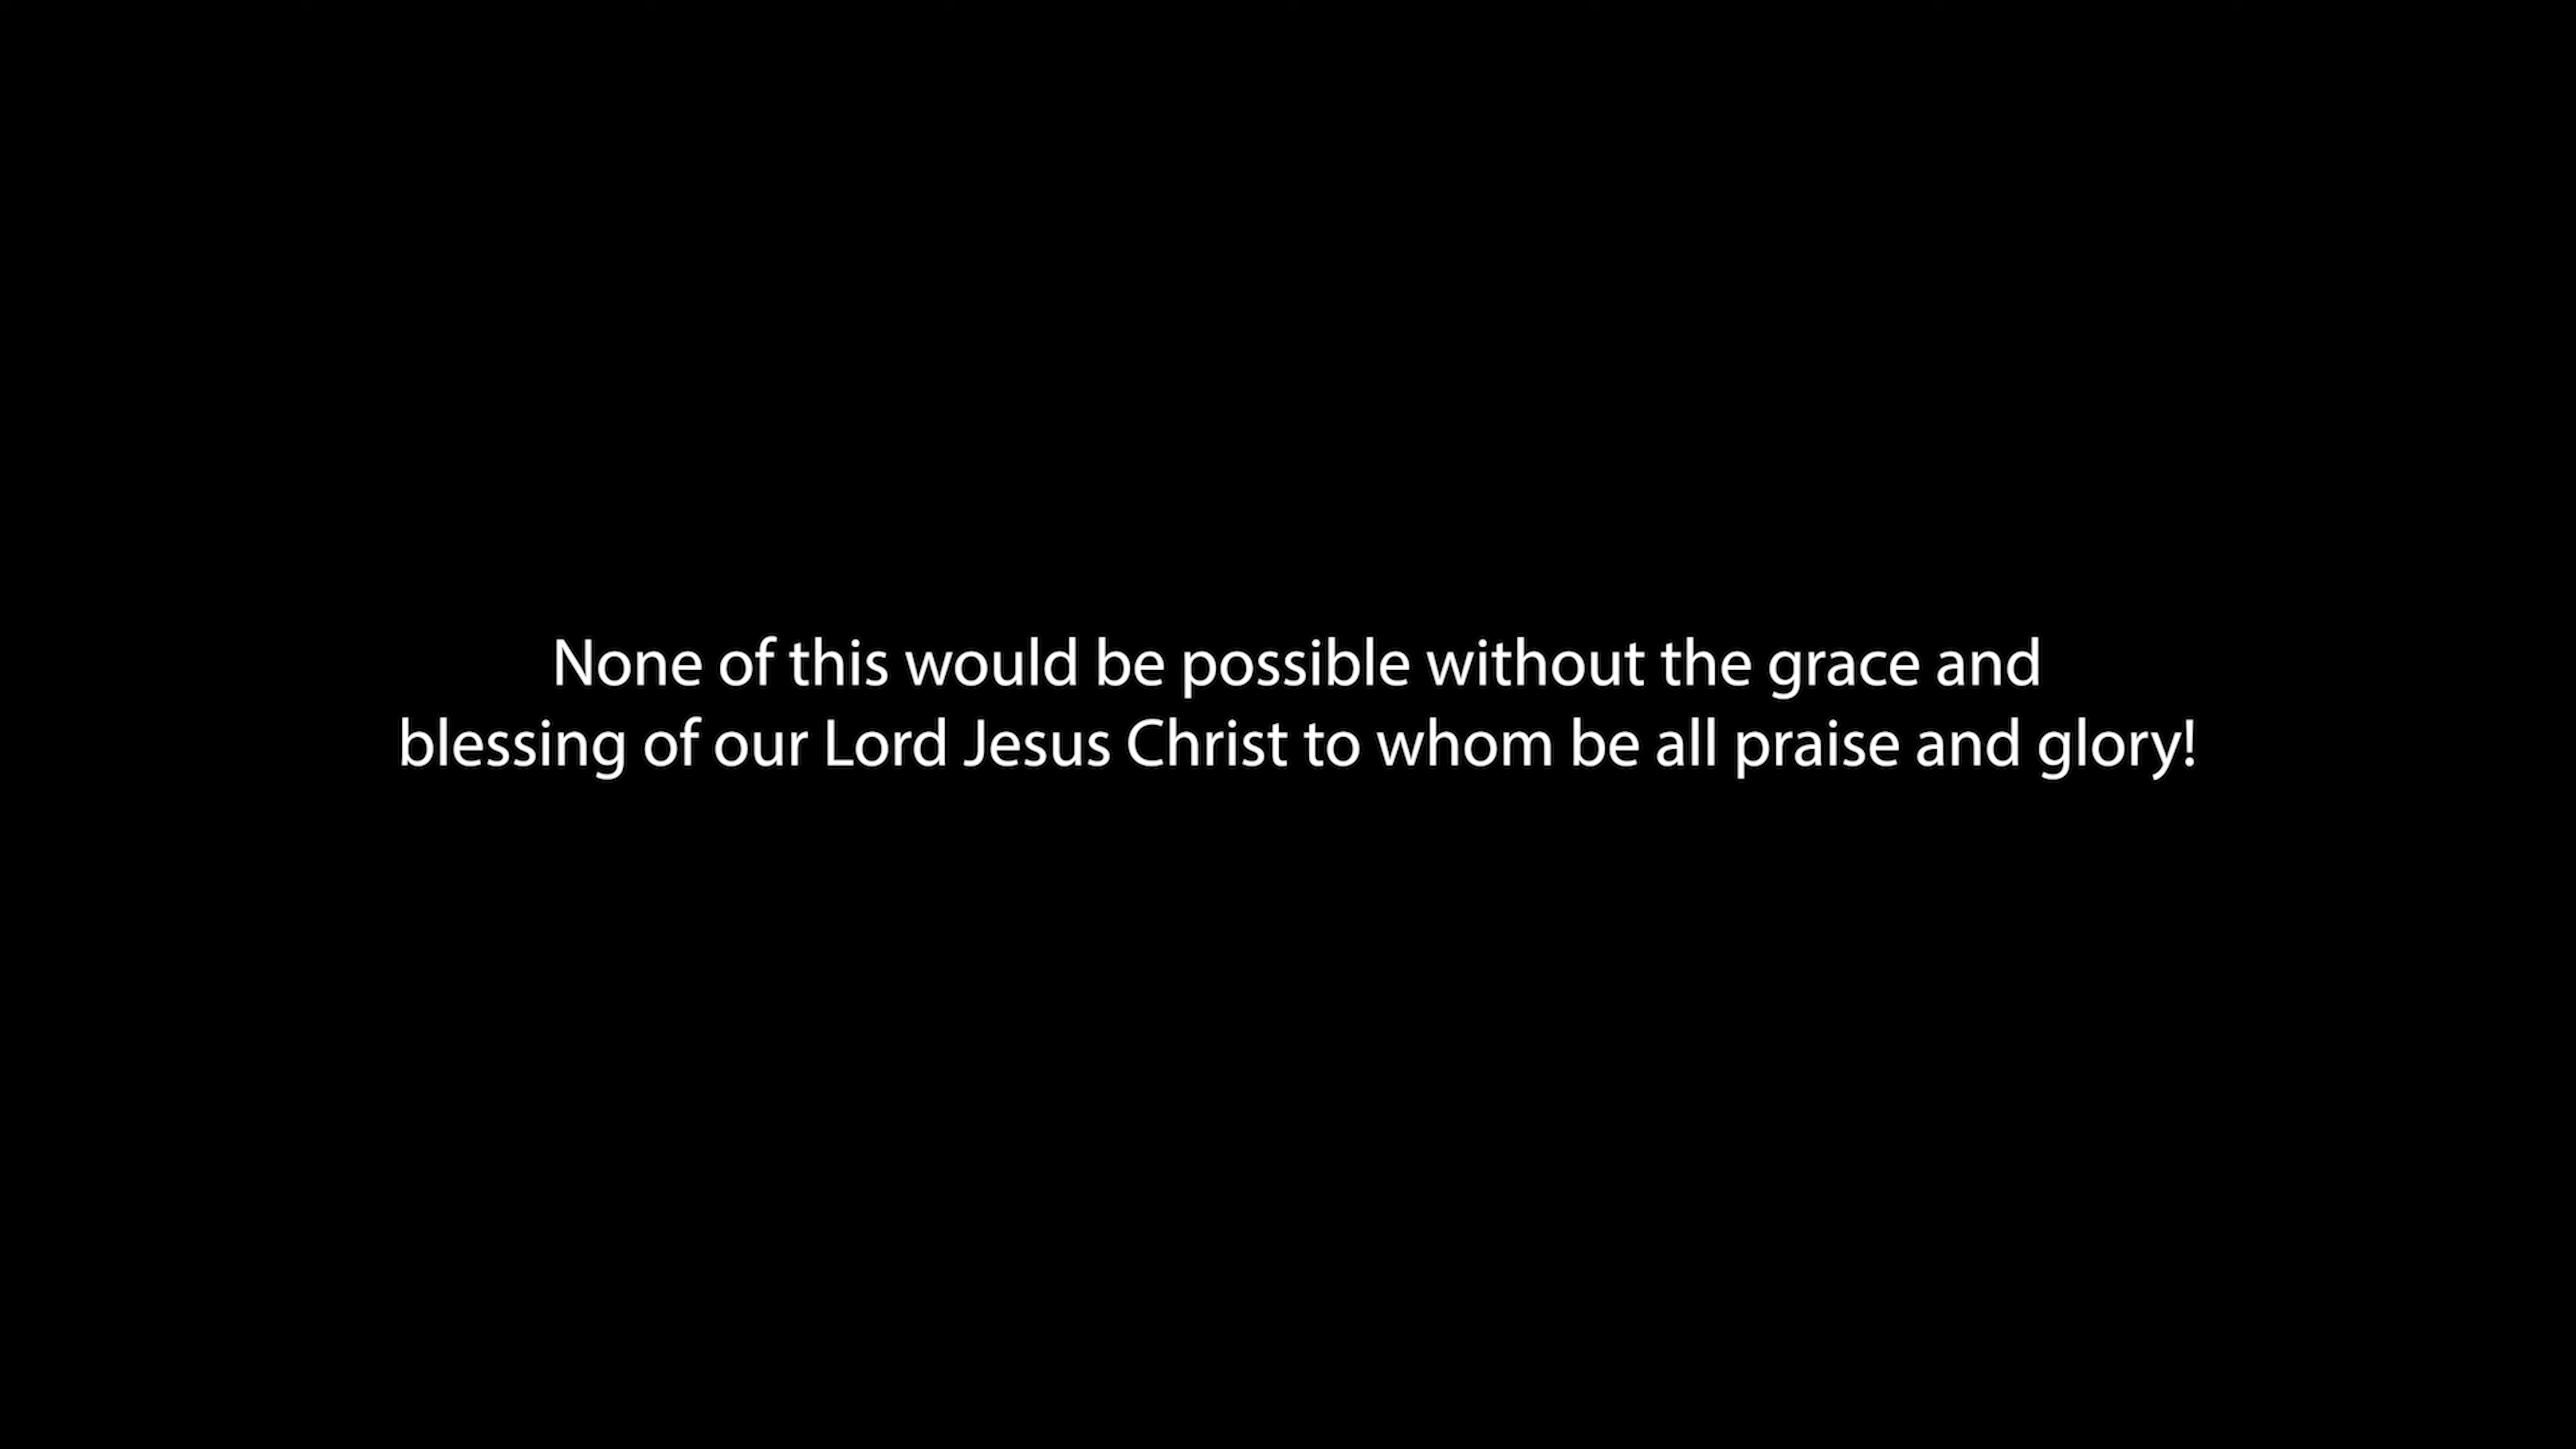 None of this would be possible without the grace and
blessing of our Lord Jesus Christ to whom be all praise and glory!